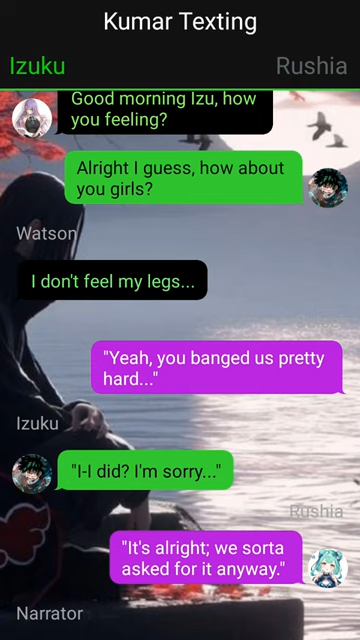 Kumar Texting
Izuku
Rushia
Good morning Izu, how
you feeling?
Alright I guess, how about
you girls?
Watson
I don't feel my legs...
"Yeah, you banged us pretty
hard..."
Izuku
"I-I did? I'm sorry..."
Rushia
"It's alright; we sorta
asked for it anyway."
Narrator